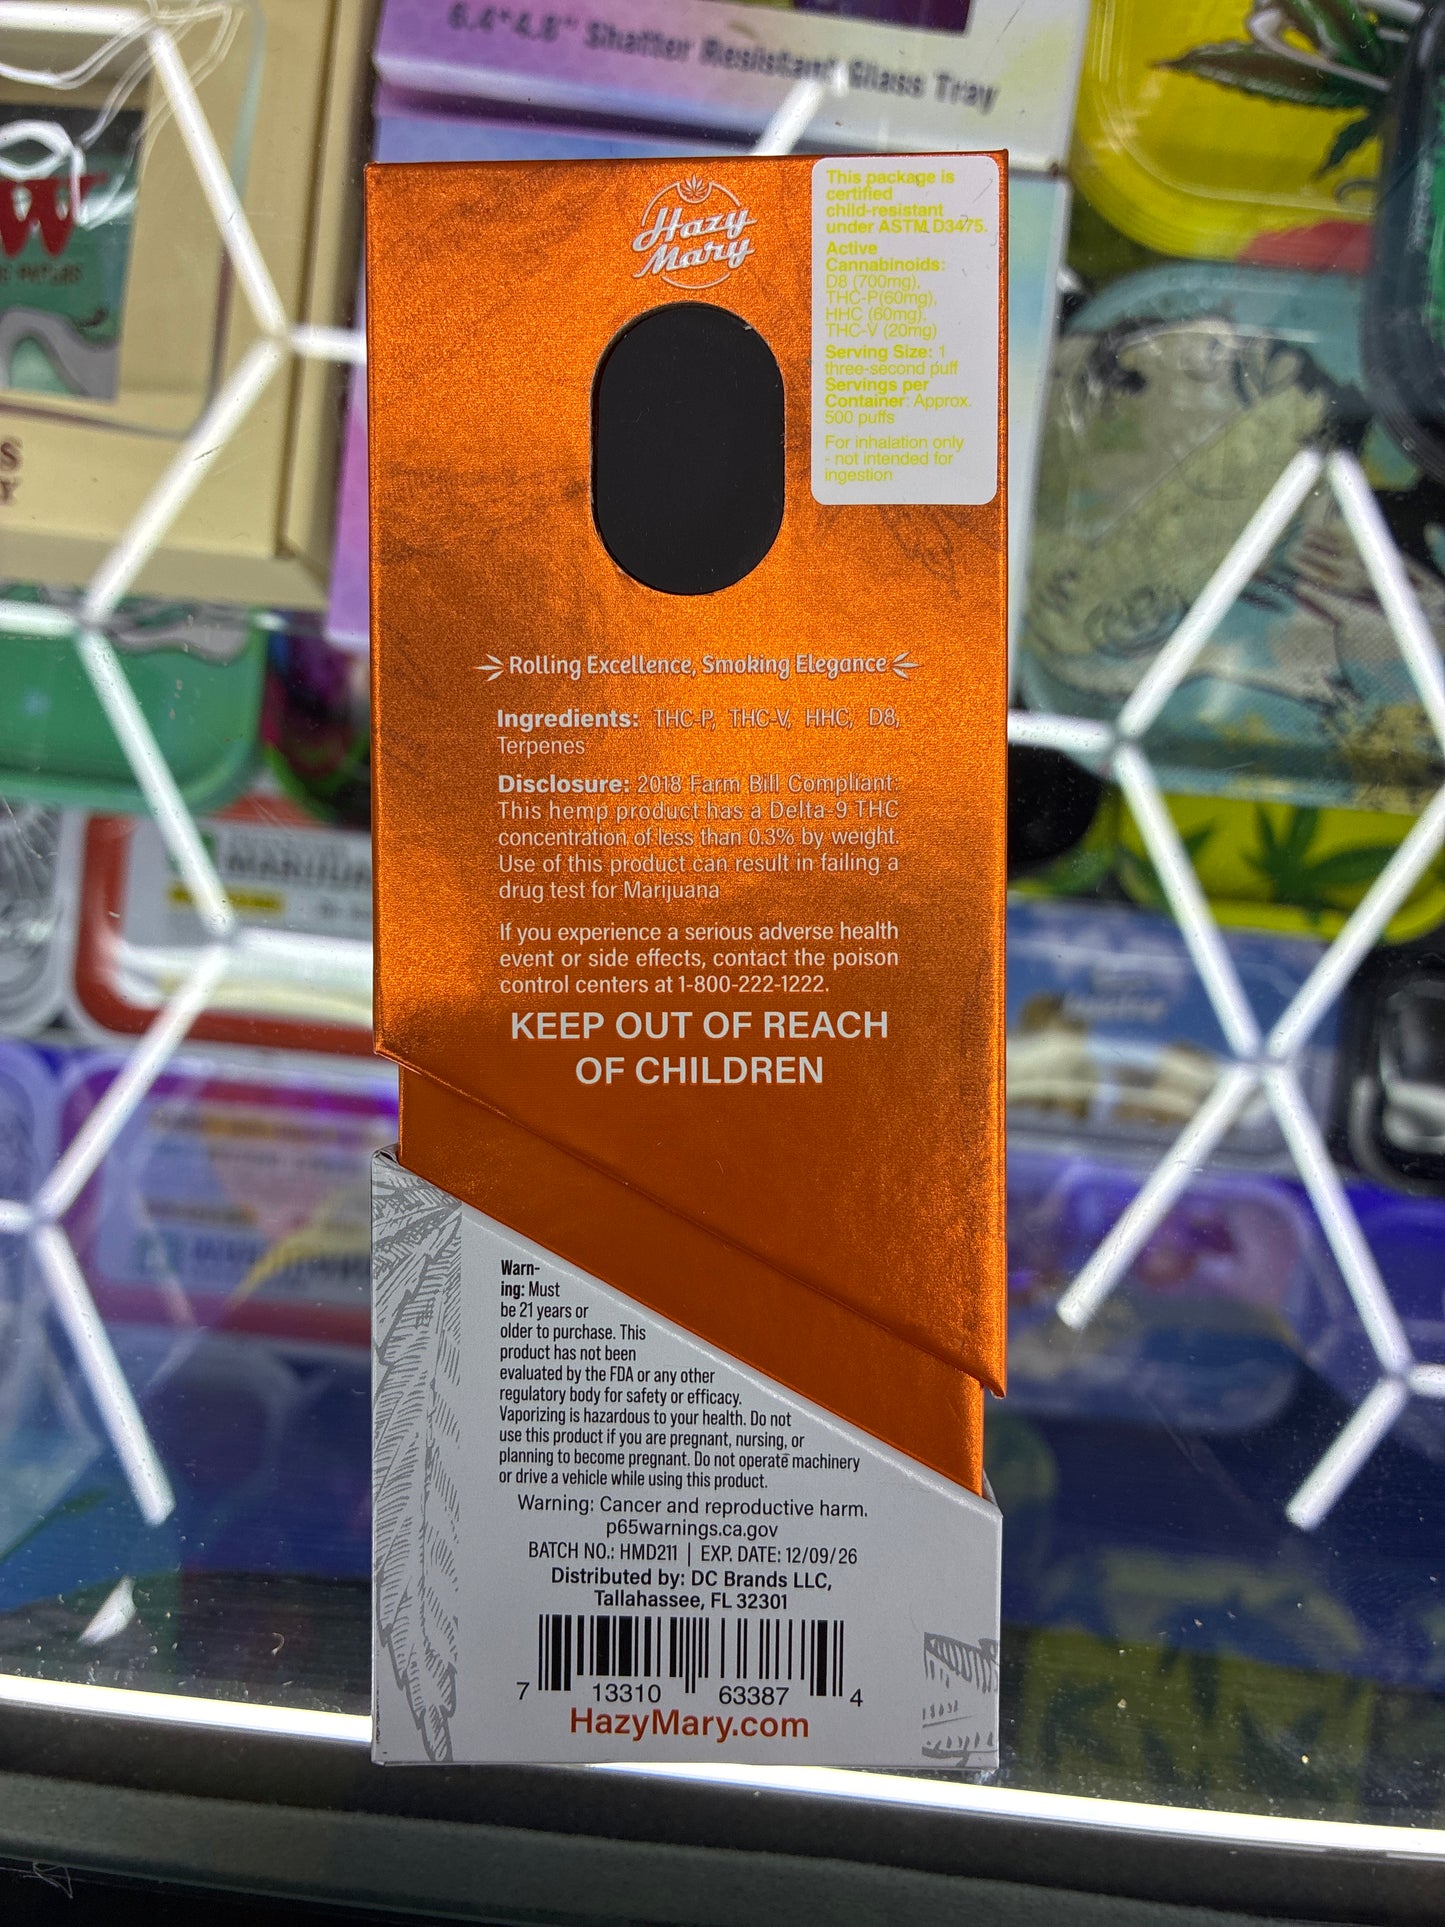 6.4*4.8" Shatter Resistant Glass Tray
Hazy
Mary
This package is
certified
child-resistant
under ASTM D3475.
Active
Cannabinoids:
D8 (700mg),
THC-P(60mg),
HHC (60mg),
THC-V (20mg)
Serving Size: 1
three-second puff
Servings per
Container: Approx.
500 puffs
For inhalation only
- not intended for
ingestion
Rolling Excellence, Smoking Elegance
Ingredients: THC-P, THC-V, HHC, D8,
Terpenes
Disclosure: 2018 Farm Bill Compliant:
This hemp product has a Delta-9 THC
concentration of less than 0.3% by weight.
Use of this product can result in failing a
drug test for Marijuana
If you experience a serious adverse health
event or side effects, contact the poison
control centers at 1-800-222-1222.
KEEP OUT OF REACH
OF CHILDREN
Warn-
ing: Must
be 21 years or
older to purchase. This
product has not been
evaluated by the FDA or any other
regulatory body for safety or efficacy.
Vaporizing is hazardous to your health. Do not
use this product if you are pregnant, nursing, or
planning to become pregnant. Do not operate machinery
or drive a vehicle while using this product.
Warning: Cancer and reproductive harm.
p65warnings.ca.gov
BATCH NO.: HMD211 | EXP. DATE: 12/09/26
Distributed by: DC Brands LLC,
Tallahassee, FL 32301
7 13310 63387 4
HazyMary.com